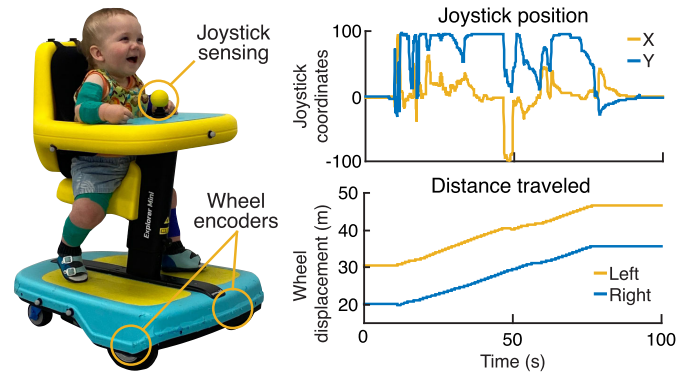 Joystick
sensing
Wheel
encoders
Explorer Mini
Joystick position
Joystick
coordinates
100
0
-100
X
Y
Distance traveled
Wheel
displacement (m)
50
40
30
20
Left
Right
0
50
100
Time (s)